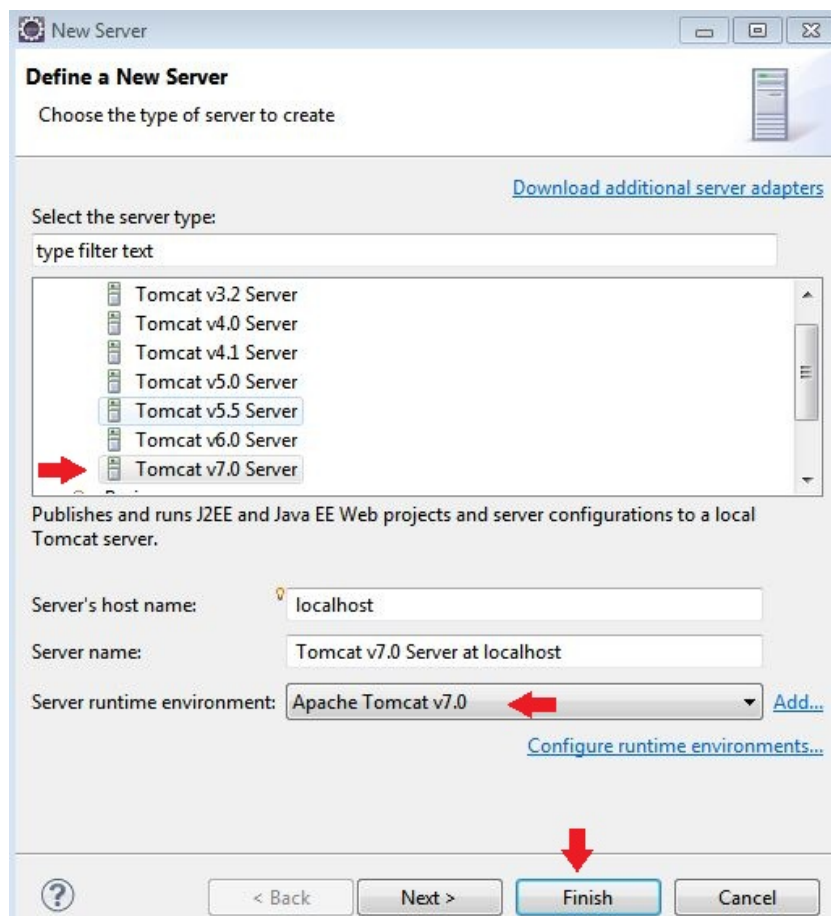 New Server
Define a New Server
Choose the type of server to create
Download additional server adapters
Select the server type:
type filter text
Tomcat v3.2 Server
Tomcat v4.0 Server
Tomcat v4.1 Server
Tomcat v5.0 Server
Tomcat v5.5 Server
Tomcat v6.0 Server
Tomcat v7.0 Server
Publishes and runs J2EE and Java EE Web projects and server configurations to a local
Tomcat server.
Server's host name: localhost
Server name: Tomcat v7.0 Server at localhost
Server runtime environment: Apache Tomcat v7.0 Add...
Configure runtime environments...
? < Back Next > Finish Cancel